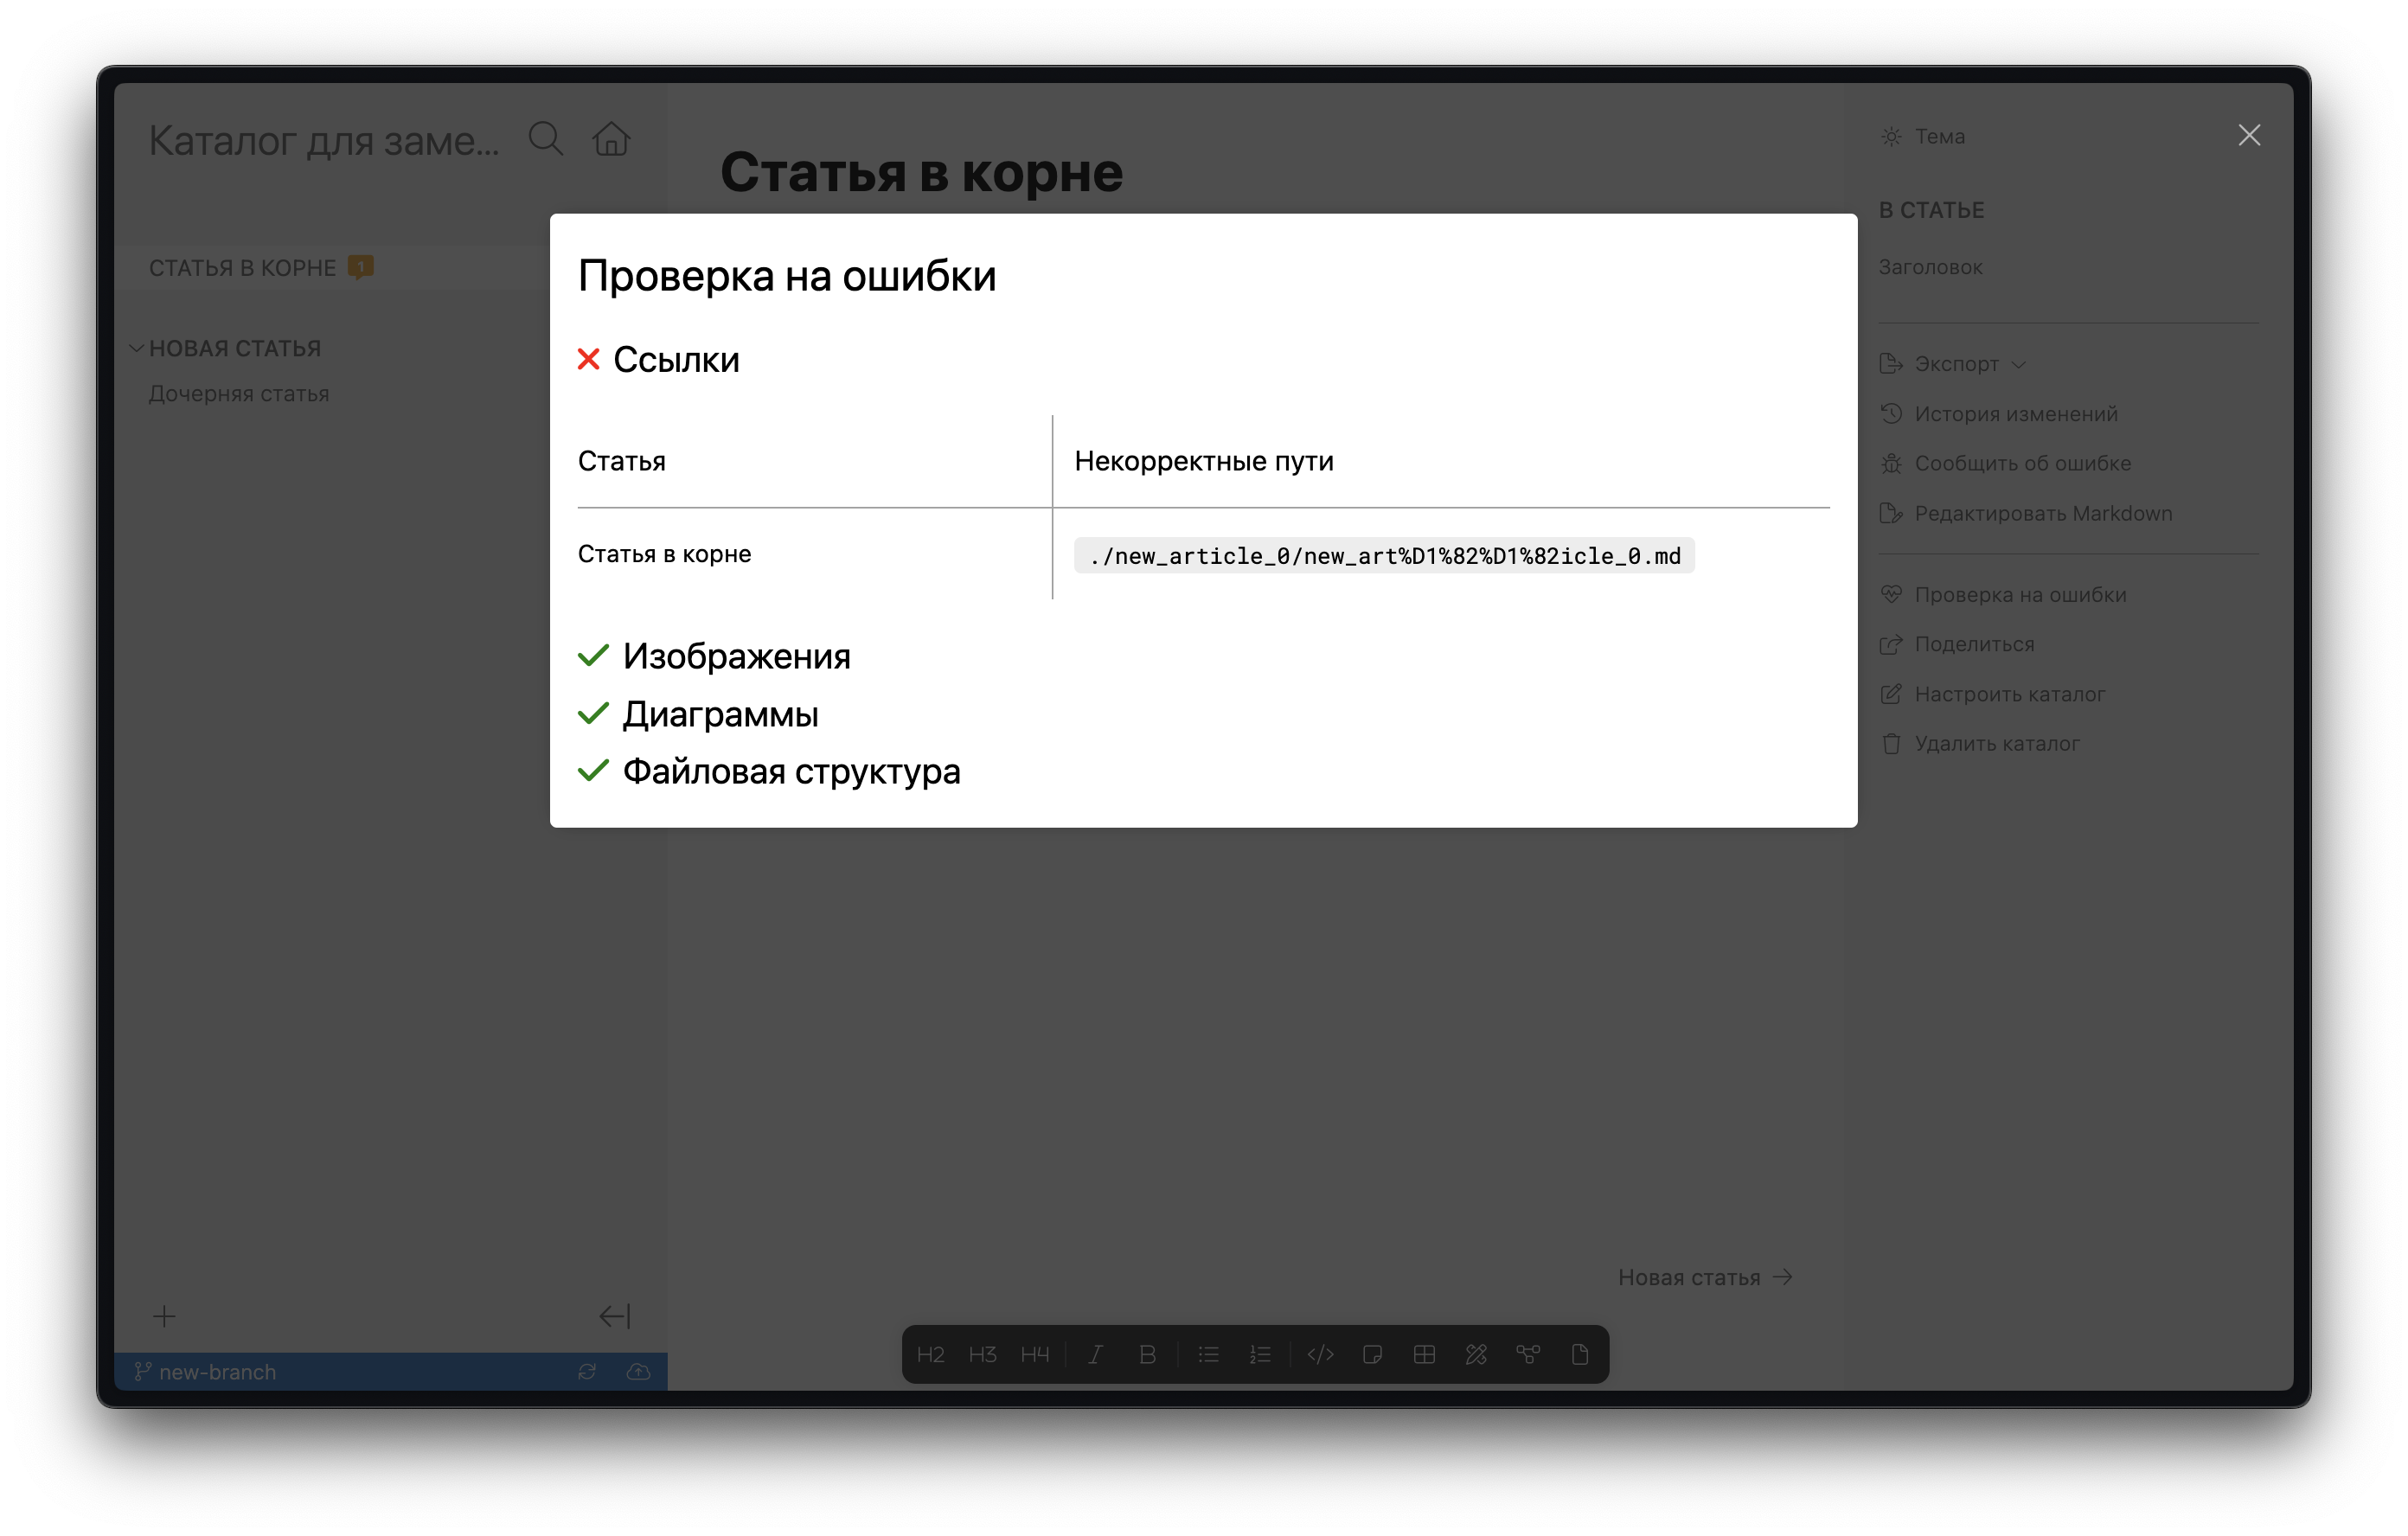 Каталог для заме...
СТАТЬЯ В КОРНЕ 1
НОВАЯ СТАТЬЯ
Дочерняя статья
new-branch
Статья в корне
Проверка на ошибки
Ссылки
Статья Некорректные пути
Статья в корне ./new_article_0/new_art%D1%82%D1%82icle_0.md
Изображения
Диаграммы
Файловая структура
Новая статья →
H2 H3 H4 I B </>
Тема
В СТАТЬЕ
Заголовок
Экспорт
История изменений
Сообщить об ошибке
Редактировать Markdown
Проверка на ошибки
Поделиться
Настроить каталог
Удалить каталог